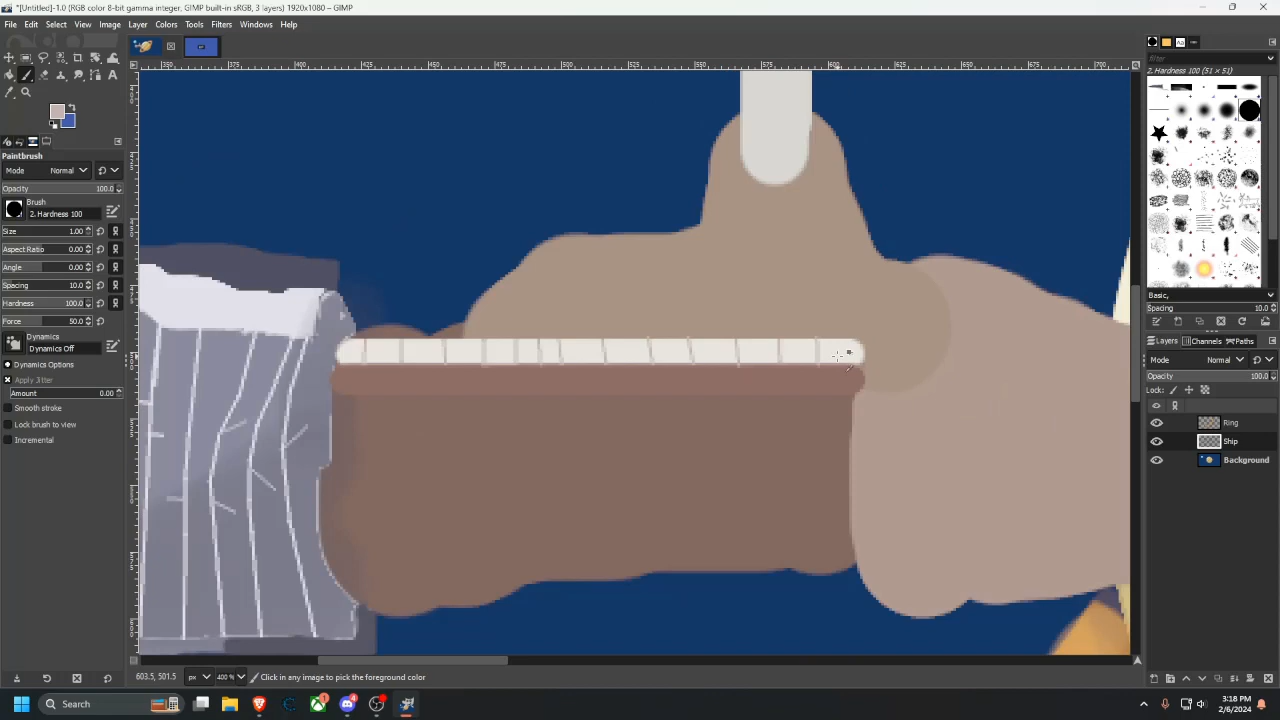 *[Untitled]-1.0 (RGB color 8-bit gamma integer, GIMP built-in sRGB, 3 layers) 1920x1080 – GIMP
File Edit Select View Image Layer Colors Tools Filters Windows Help
filter
2. Hardness 100 (51 × 51)
Paintbrush
Mode Normal
Opacity 100.0
Brush
2. Hardness 100
Size 1.00
Aspect Ratio 0.00
Angle 0.00
Spacing 10.0
Hardness 100.0
Force 50.0
Dynamics
Dynamics Off
Dynamics Options
Apply Jitter
Amount 0.00
Smooth stroke
Lock brush to view
Incremental
Basic,
Spacing 10.0
Layers Channels Paths
Mode Normal
Opacity 100.0
Lock:
Ring
Ship
Background
603.5, 501.5 px 400 % Click in any image to pick the foreground color
Search
3:18 PM
2/6/2024